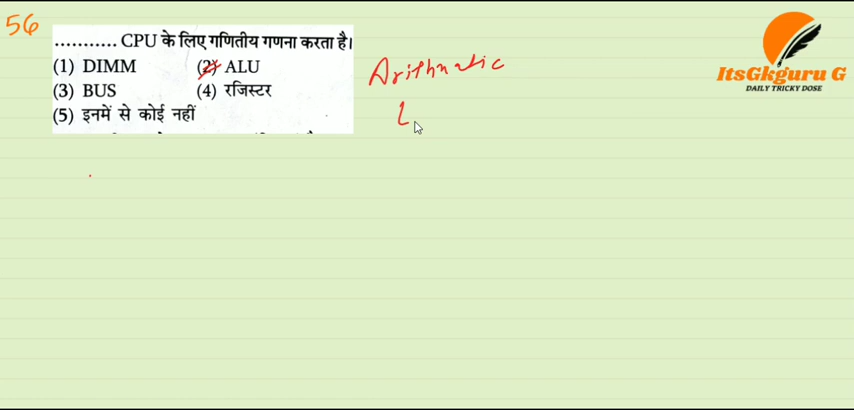 56
........... CPU के लिए गणितीय गणना करता है।
(1) DIMM (2) ALU
(3) BUS (4) रजिस्टर
(5) इनमें से कोई नहीं
Arithmatic
L
ItsGkguru G
DAILY TRICKY DOSE